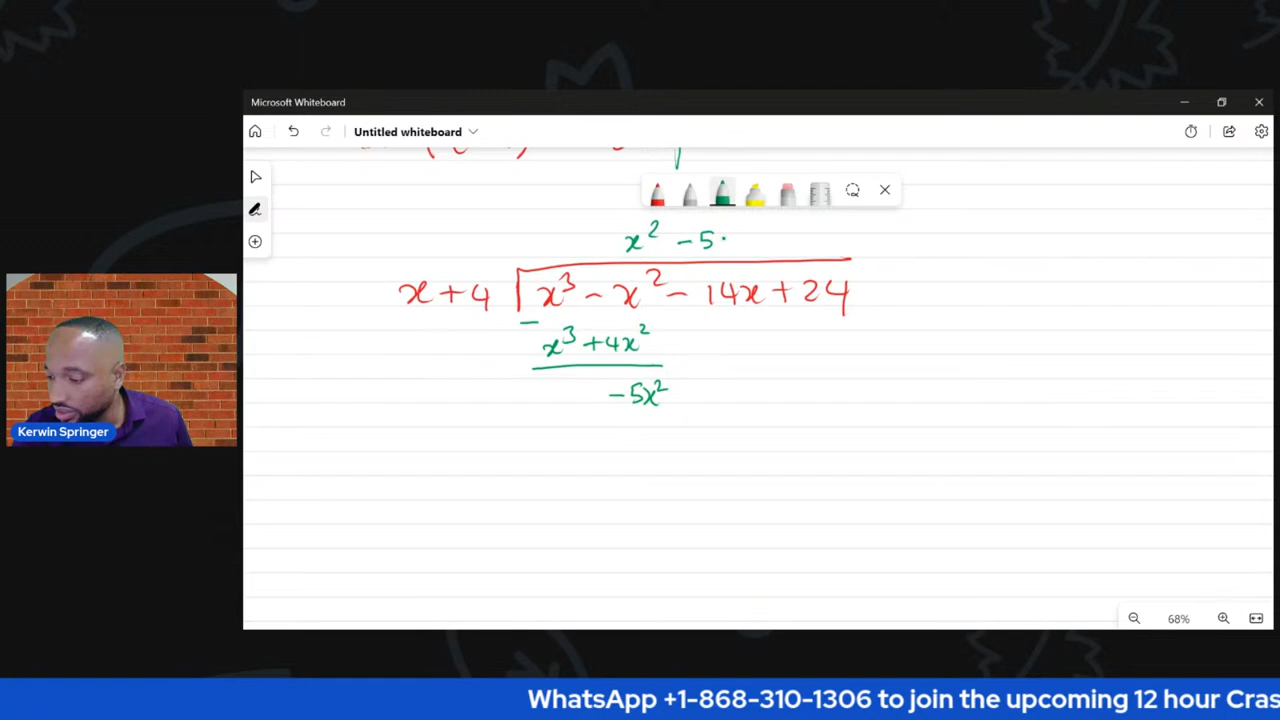 Microsoft Whiteboard
Untitled whiteboard
x² - 5
x + 4 x³ - x² - 14x + 24
- x³ + 4x²
- 5x²
Kerwin Springer
68%
WhatsApp +1-868-310-1306 to join the upcoming 12 hour Cras